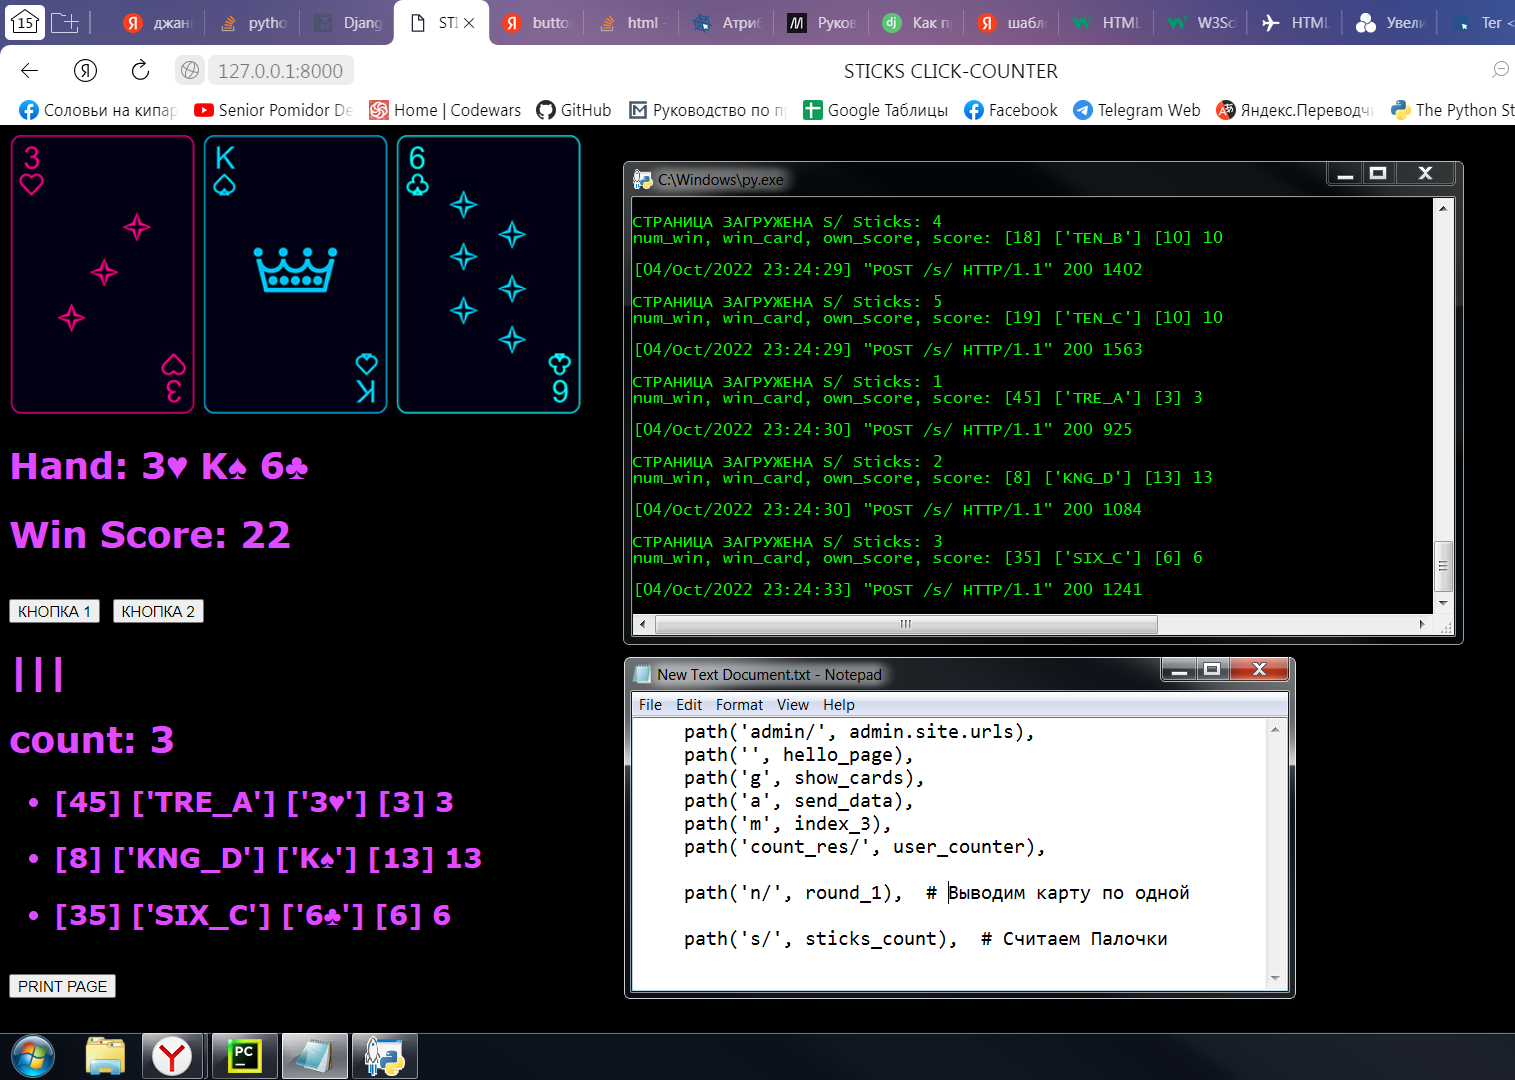 15
джанг
pytho
Djang
STI
butto
html -
Атриб
Руков
Как п
шабл
HTML
W3Sc
HTML
Увели
Тег <
127.0.0.1:8000
STICKS CLICK-COUNTER
Соловьи на кипар
Senior Pomidor De
Home | Codewars
GitHub
Руководство по п
Google Таблицы
Facebook
Telegram Web
Яндекс.Переводчи
The Python St
3
K
6
3
K
6
Hand: 3♥ K♠ 6♣
Win Score: 22
КНОПКА 1
КНОПКА 2
|||
count: 3
• [45] ['TRE_A'] ['3♥'] [3] 3
• [8] ['KNG_D'] ['K♠'] [13] 13
• [35] ['SIX_C'] ['6♣'] [6] 6
PRINT PAGE
C:\Windows\py.exe
СТРАНИЦА ЗАГРУЖЕНА S/ Sticks: 4
num_win, win_card, own_score, score: [18] ['TEN_B'] [10] 10
[04/Oct/2022 23:24:29] "POST /s/ HTTP/1.1" 200 1402
СТРАНИЦА ЗАГРУЖЕНА S/ Sticks: 5
num_win, win_card, own_score, score: [19] ['TEN_C'] [10] 10
[04/Oct/2022 23:24:29] "POST /s/ HTTP/1.1" 200 1563
СТРАНИЦА ЗАГРУЖЕНА S/ Sticks: 1
num_win, win_card, own_score, score: [45] ['TRE_A'] [3] 3
[04/Oct/2022 23:24:30] "POST /s/ HTTP/1.1" 200 925
СТРАНИЦА ЗАГРУЖЕНА S/ Sticks: 2
num_win, win_card, own_score, score: [8] ['KNG_D'] [13] 13
[04/Oct/2022 23:24:30] "POST /s/ HTTP/1.1" 200 1084
СТРАНИЦА ЗАГРУЖЕНА S/ Sticks: 3
num_win, win_card, own_score, score: [35] ['SIX_C'] [6] 6
[04/Oct/2022 23:24:33] "POST /s/ HTTP/1.1" 200 1241
New Text Document.txt - Notepad
File Edit Format View Help
path('admin/', admin.site.urls),
path('', hello_page),
path('g', show_cards),
path('a', send_data),
path('m', index_3),
path('count_res/', user_counter),
path('n/', round_1),  # Выводим карту по одной
path('s/', sticks_count),  # Считаем Палочки
PC